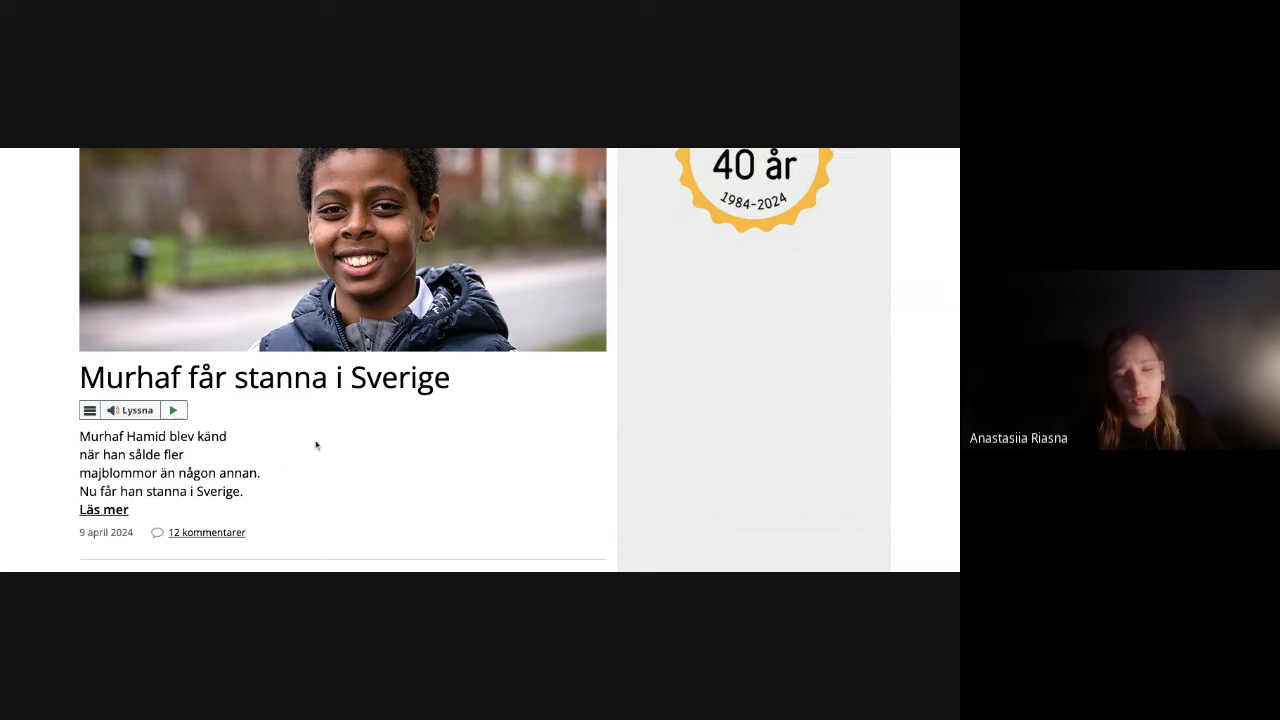 40 år
1984-2024
Murhaf får stanna i Sverige
Lyssna
Murhaf Hamid blev känd
när han sålde fler
majblommor än någon annan.
Nu får han stanna i Sverige.
Läs mer
9 april 2024 12 kommentarer
Anastasiia Riasna